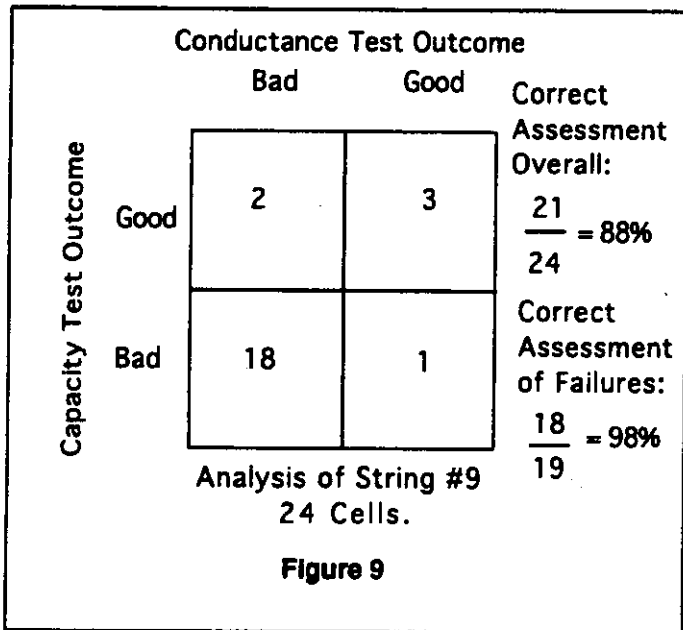 Conductance Test Outcome
Bad Good
Correct
Assessment
Overall:
21
24
= 88%
Capacity Test Outcome
Good 2 3
Bad 18 1
Correct
Assessment
of Failures:
18
19
= 98%
Analysis of String #9
24 Cells.
Figure 9